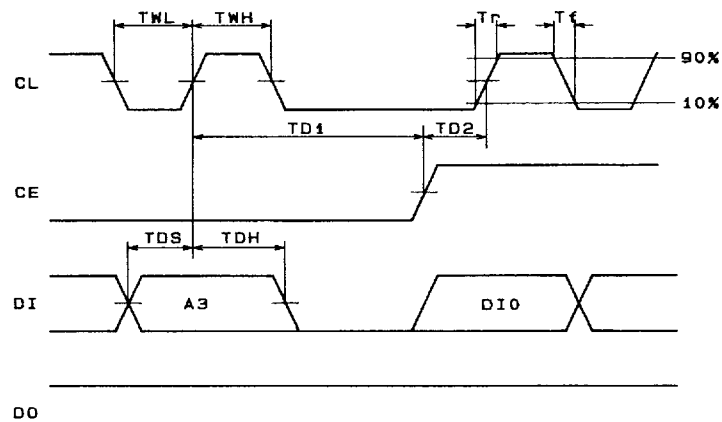 TWL TWH Tr Tf
90%
CL
10%
TD1 TD2
CE
TDS TDH
DI A3 DI0
DO